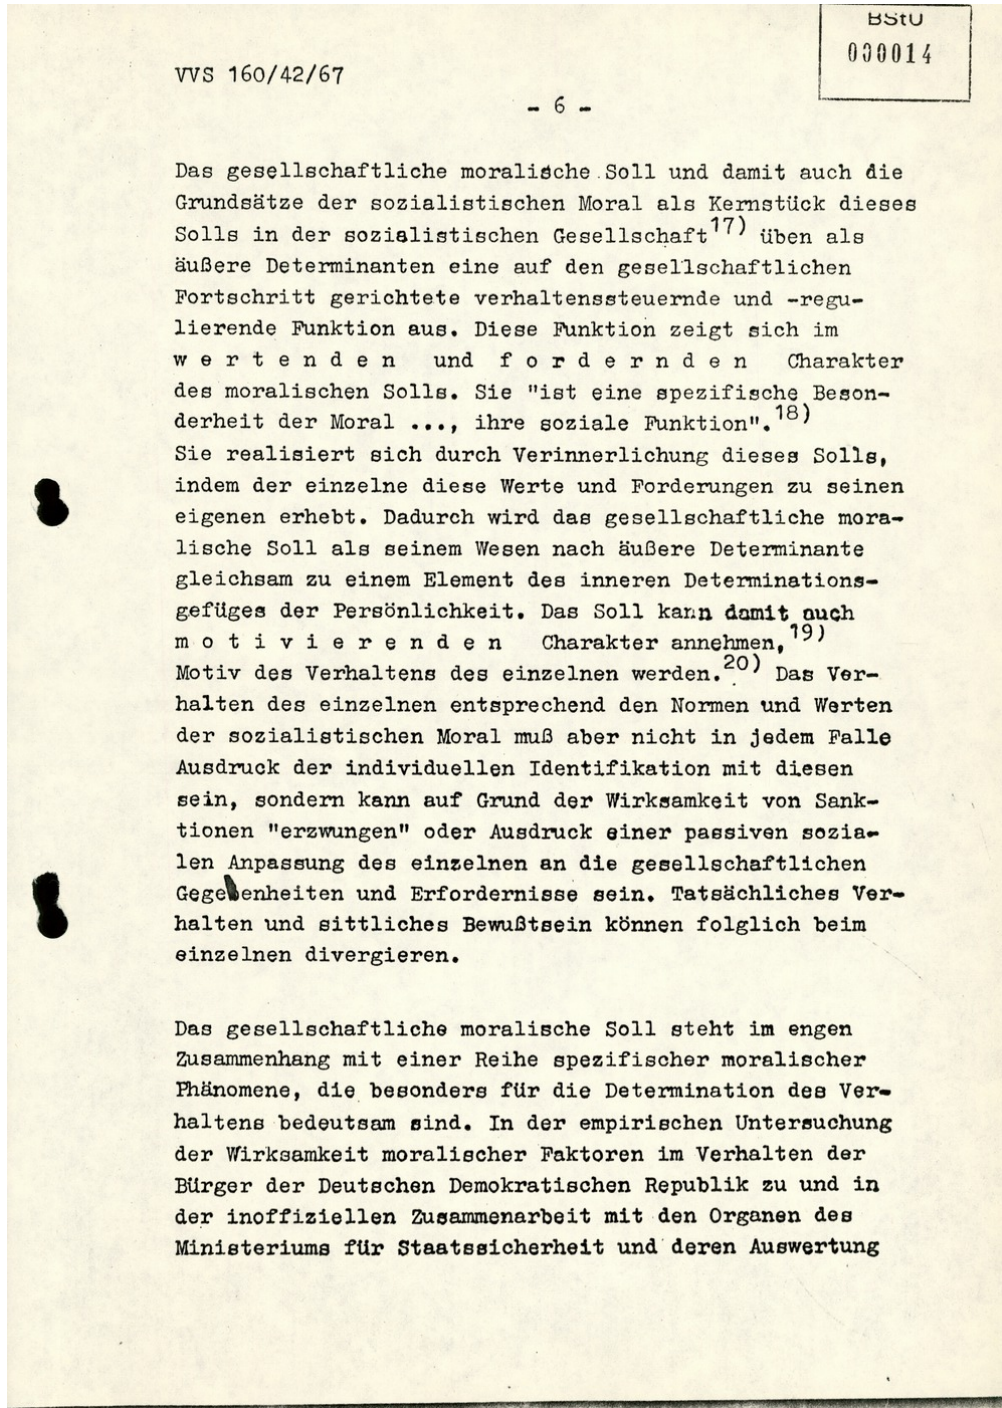 BStU
000014
VVS 160/42/67
- 6 -
Das gesellschaftliche moralische Soll und damit auch die
Grundsätze der sozialistischen Moral als Kernstück dieses
Solls in der sozialistischen Gesellschaft17) üben als
äußere Determinanten eine auf den gesellschaftlichen
Fortschritt gerichtete verhaltenssteuernde und -regu-
lierende Funktion aus. Diese Funktion zeigt sich im
w e r t e n d e n und f o r d e r n d e n Charakter
des moralischen Solls. Sie "ist eine spezifische Beson-
derheit der Moral ..., ihre soziale Funktion".18)
Sie realisiert sich durch Verinnerlichung dieses Solls,
indem der einzelne diese Werte und Forderungen zu seinen
eigenen erhebt. Dadurch wird das gesellschaftliche mora-
lische Soll als seinem Wesen nach äußere Determinante
gleichsam zu einem Element des inneren Determinations-
gefüges der Persönlichkeit. Das Soll kann damit auch
m o t i v i e r e n d e n Charakter annehmen,19)
Motiv des Verhaltens des einzelnen werden.20) Das Ver-
halten des einzelnen entsprechend den Normen und Werten
der sozialistischen Moral muß aber nicht in jedem Falle
Ausdruck der individuellen Identifikation mit diesen
sein, sondern kann auf Grund der Wirksamkeit von Sank-
tionen "erzwungen" oder Ausdruck einer passiven sozia-
len Anpassung des einzelnen an die gesellschaftlichen
Gegebenheiten und Erfordernisse sein. Tatsächliches Ver-
halten und sittliches Bewußtsein können folglich beim
einzelnen divergieren.
Das gesellschaftliche moralische Soll steht im engen
Zusammenhang mit einer Reihe spezifischer moralischer
Phänomene, die besonders für die Determination des Ver-
haltens bedeutsam sind. In der empirischen Untersuchung
der Wirksamkeit moralischer Faktoren im Verhalten der
Bürger der Deutschen Demokratischen Republik zu und in
der inoffiziellen Zusammenarbeit mit den Organen des
Ministeriums für Staatssicherheit und deren Auswertung